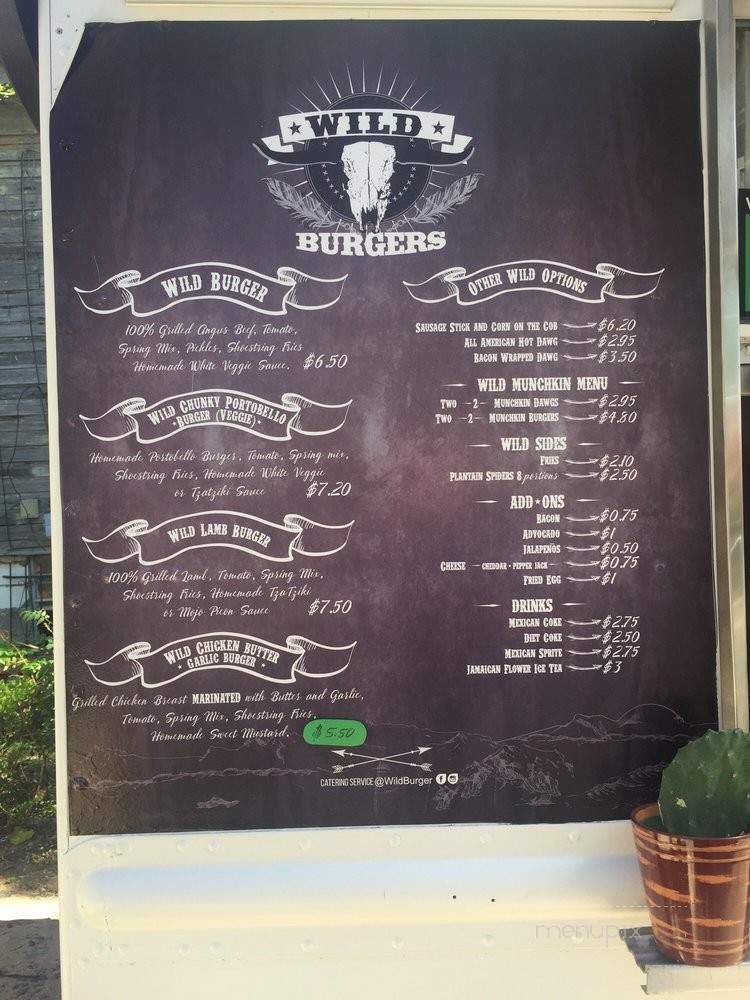 WILD
BURGERS
WILD BURGER
100% Grilled Angus Beef, Tomato,
Spring Mix, Pickles, Shoestring Fries
Homemade White Veggie Sauce. $6.50
WILD CHUNKY PORTOBELLO
BURGER (VEGGIE)
Homemade Portobello Burger, Tomato, Spring mix,
Shoestring Fries, Homemade White Veggie
or Tzatziki Sauce $7.20
WILD LAMB BURGER
100% Grilled Lamb, Tomato, Spring Mix,
Shoestring Fries, Homemade TzaTziki
or Mojo Picon Sauce $7.50
WILD CHICKEN BUTTER
GARLIC BURGER
Grilled Chicken Breast MARINATED with Butter and Garlic,
Tomato, Spring Mix, Shoestring Fries,
Homemade Sweet Mustard. $5.50
OTHER WILD OPTIONS
SAUSAGE STICK AND CORN ON THE COB $6.20
ALL AMERICAN HOT DAWG $2.95
BACON WRAPPED DAWG $3.50
WILD MUNCHKIN MENU
TWO -2- MUNCHKIN DAWGS $2.95
TWO -2- MUNCHKIN BURGERS $4.80
WILD SIDES
FRIES $2.10
PLANTAIN SPIDERS 8 portions $2.50
ADD★ONS
BACON $0.75
ADVOCADO $1
JALAPEÑOS $0.50
CHEESE — CHEDDAR • PEPPER JACK — $0.75
FRIED EGG $1
DRINKS
MEXICAN COKE $2.75
DIET COKE $2.50
MEXICAN SPRITE $2.75
JAMAICAN FLOWER ICE TEA $3
CATERING SERVICE @WildBurger
menupix